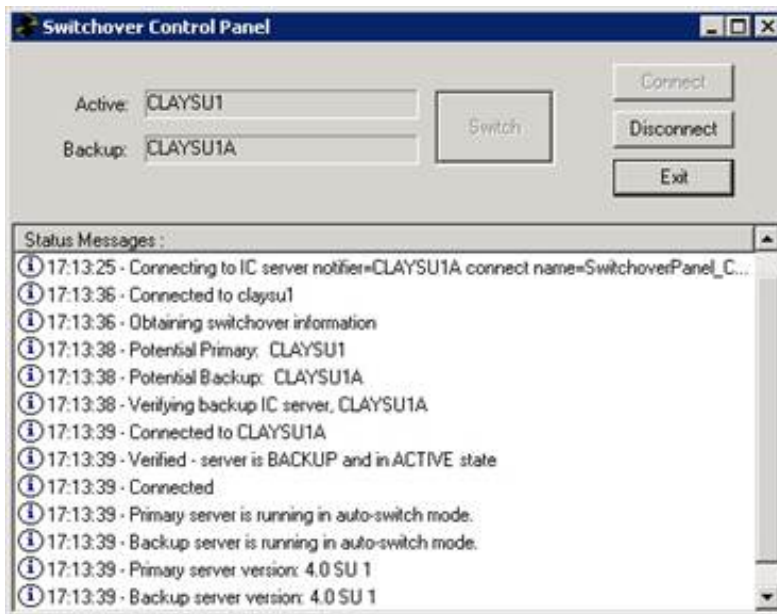 Switchover Control Panel
Active: CLAYSU1
Backup: CLAYSU1A
Switch
Connect
Disconnect
Exit
Status Messages :
17:13:25 - Connecting to IC server notifier=CLAYSU1A connect name=SwitchoverPanel_C...
17:13:36 - Connected to claysu1
17:13:36 - Obtaining switchover information
17:13:38 - Potential Primary: CLAYSU1
17:13:38 - Potential Backup: CLAYSU1A
17:13:38 - Verifying backup IC server, CLAYSU1A
17:13:39 - Connected to CLAYSU1A
17:13:39 - Verified - server is BACKUP and in ACTIVE state
17:13:39 - Connected
17:13:39 - Primary server is running in auto-switch mode.
17:13:39 - Backup server is running in auto-switch mode.
17:13:39 - Primary server version: 4.0 SU 1
17:13:39 - Backup server version: 4.0 SU 1